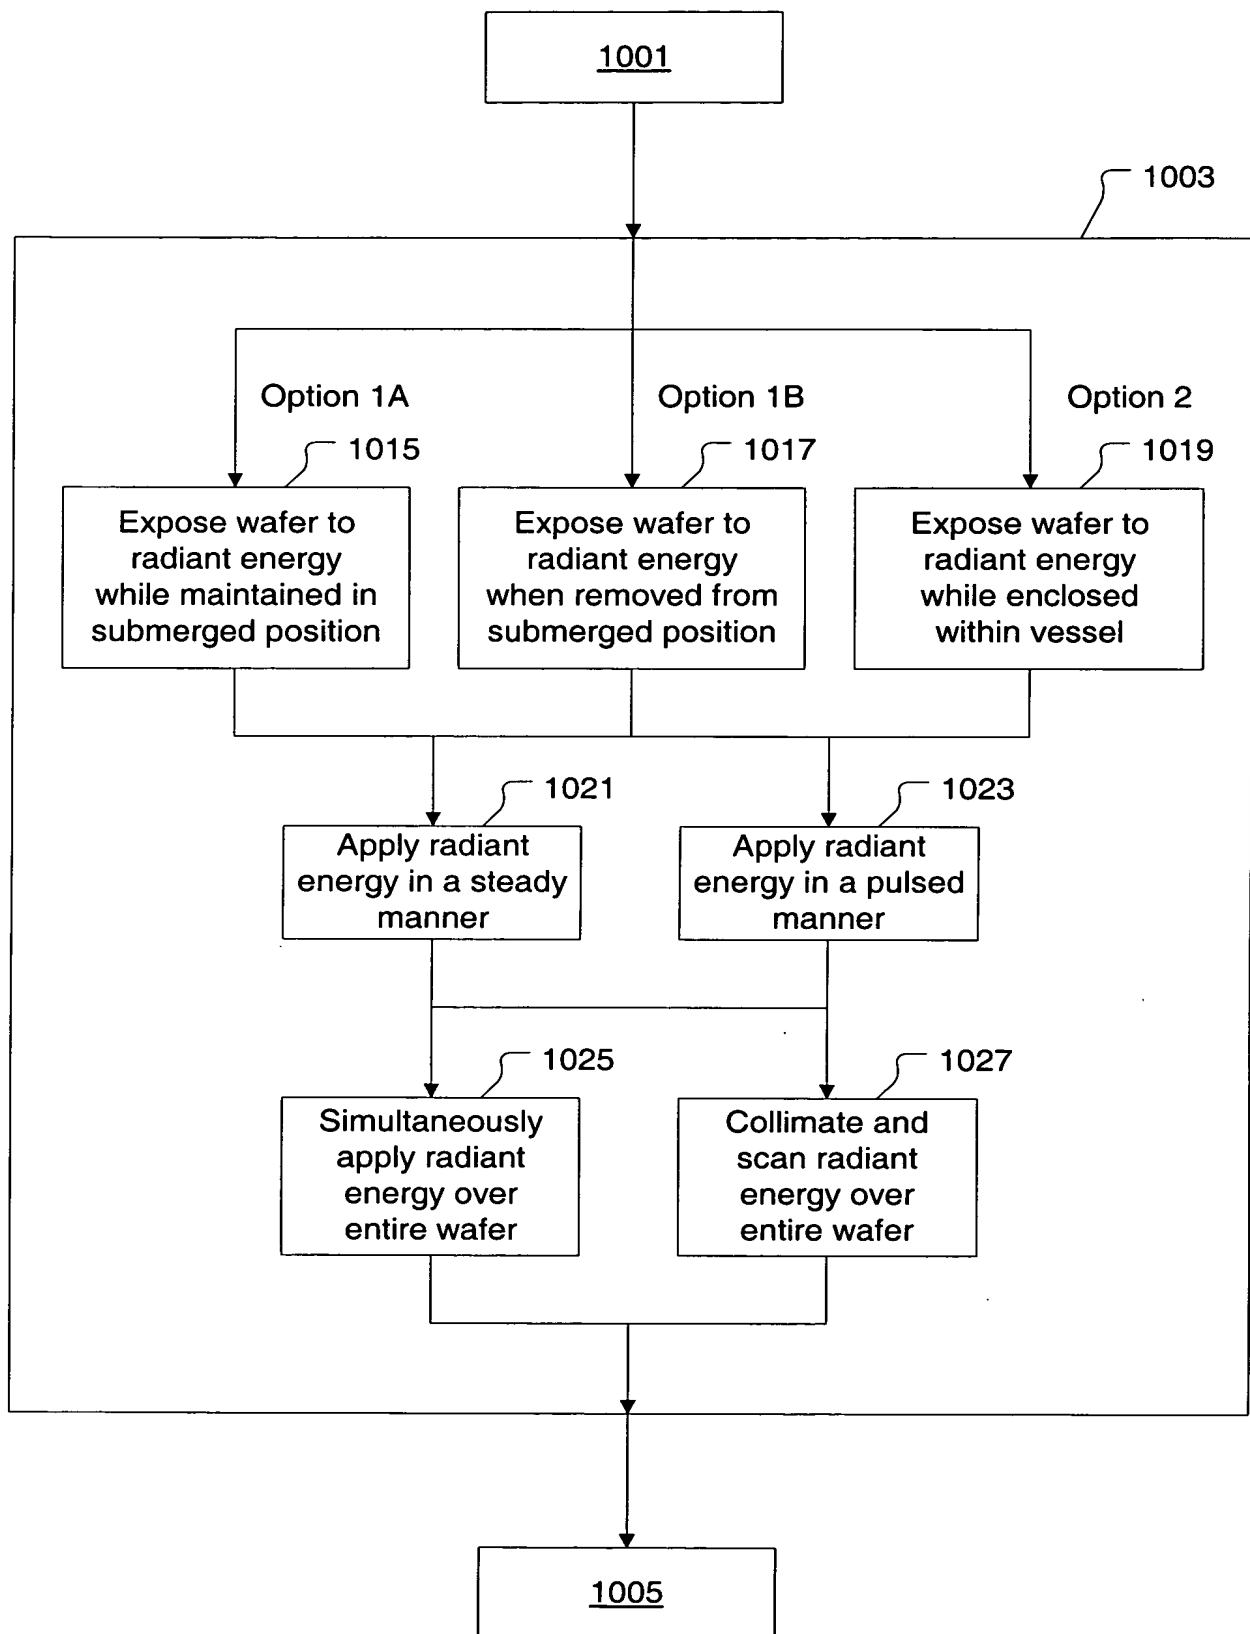 1001
1003
Option 1A
Option 1B
Option 2
1015
1017
1019
Expose wafer to
radiant energy
while maintained in
submerged position
Expose wafer to
radiant energy
when removed from
submerged position
Expose wafer to
radiant energy
while enclosed
within vessel
1021
1023
Apply radiant
energy in a steady
manner
Apply radiant
energy in a pulsed
manner
1025
1027
Simultaneously
apply radiant
energy over
entire wafer
Collimate and
scan radiant
energy over
entire wafer
1005